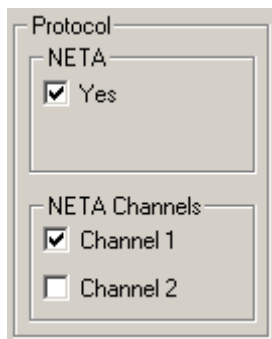 Protocol
NETA
Yes
NETA Channels
Channel 1
Channel 2